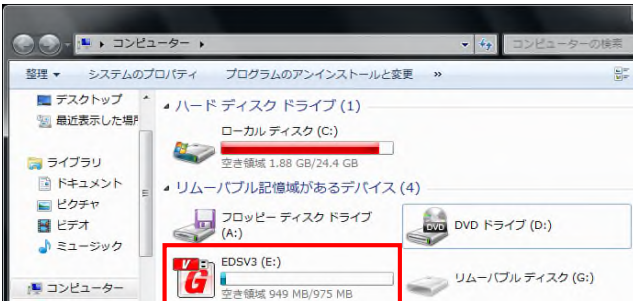 コンピューター
コンピューターの検索
整理
システムのプロパティ
プログラムのアンインストールと変更
»
デスクトップ
最近表示した場所
ライブラリ
ドキュメント
ピクチャ
ビデオ
ミュージック
コンピューター
ハード ディスク ドライブ (1)
ローカル ディスク (C:)
空き領域 1.88 GB/24.4 GB
リムーバブル記憶域があるデバイス (4)
フロッピー ディスク ドライブ
(A:)
DVD
DVD ドライブ (D:)
V3
G
EDSV3 (E:)
空き領域 949 MB/975 MB
リムーバブル ディスク (G:)